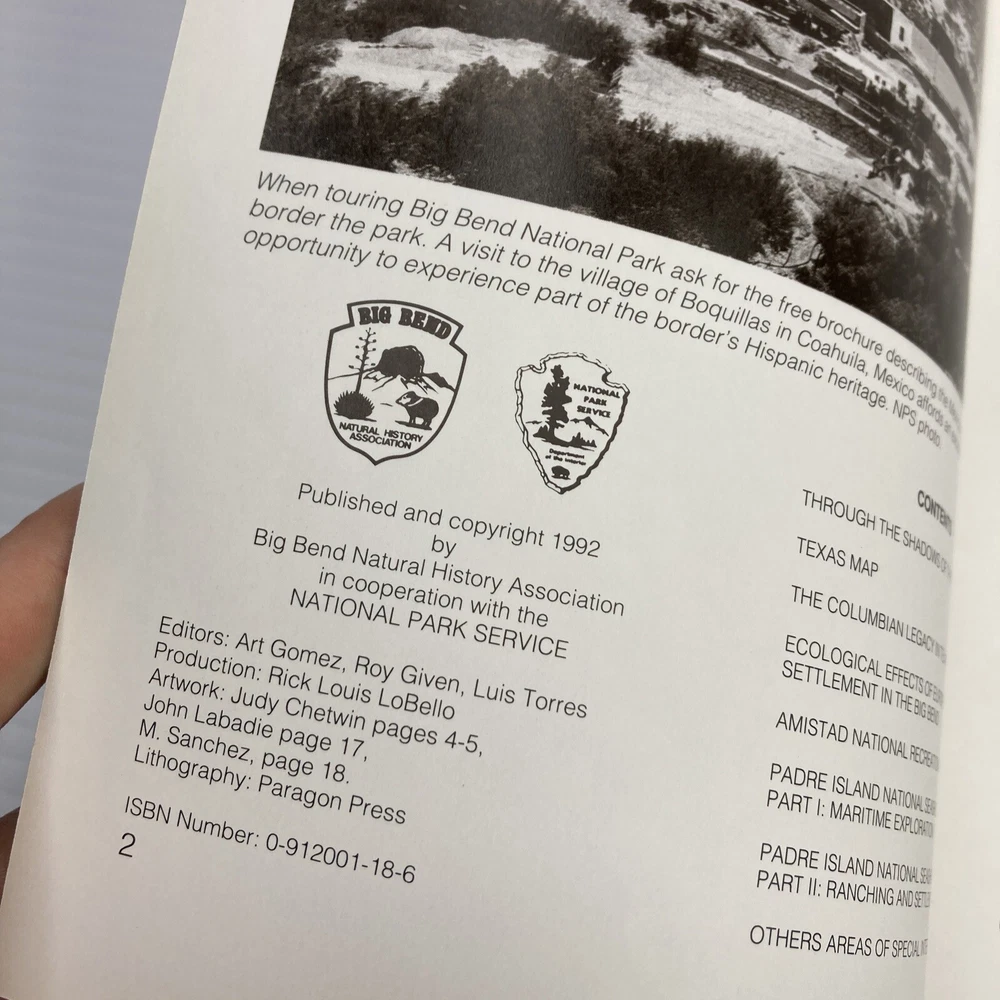 When touring Big Bend National Park ask for the free brochure describing the
border the park. A visit to the village of Boquillas in Coahuila, Mexico affords an
opportunity to experience part of the border's Hispanic heritage. NPS photo.
BIG BEND
NATURAL HISTORY
ASSOCIATION
NATIONAL
PARK
SERVICE
Department
of the Interior
Published and copyright 1992
by
Big Bend Natural History Association
in cooperation with the
NATIONAL PARK SERVICE
Editors: Art Gomez, Roy Given, Luis Torres
Production: Rick Louis LoBello
Artwork: Judy Chetwin pages 4-5,
John Labadie page 17,
M. Sanchez, page 18.
Lithography: Paragon Press
ISBN Number: 0-912001-18-6
2
THROUGH THE SHADOWS OF
TEXAS MAP
THE COLUMBIAN LEGACY
ECOLOGICAL EFFECTS OF
SETTLEMENT IN THE BIG BEND
AMISTAD NATIONAL
PADRE ISLAND NATIONAL
PART I: MARITIME EXPLORATION
PADRE ISLAND NATIONAL
PART II: RANCHING AND
OTHERS AREAS OF SPECIAL